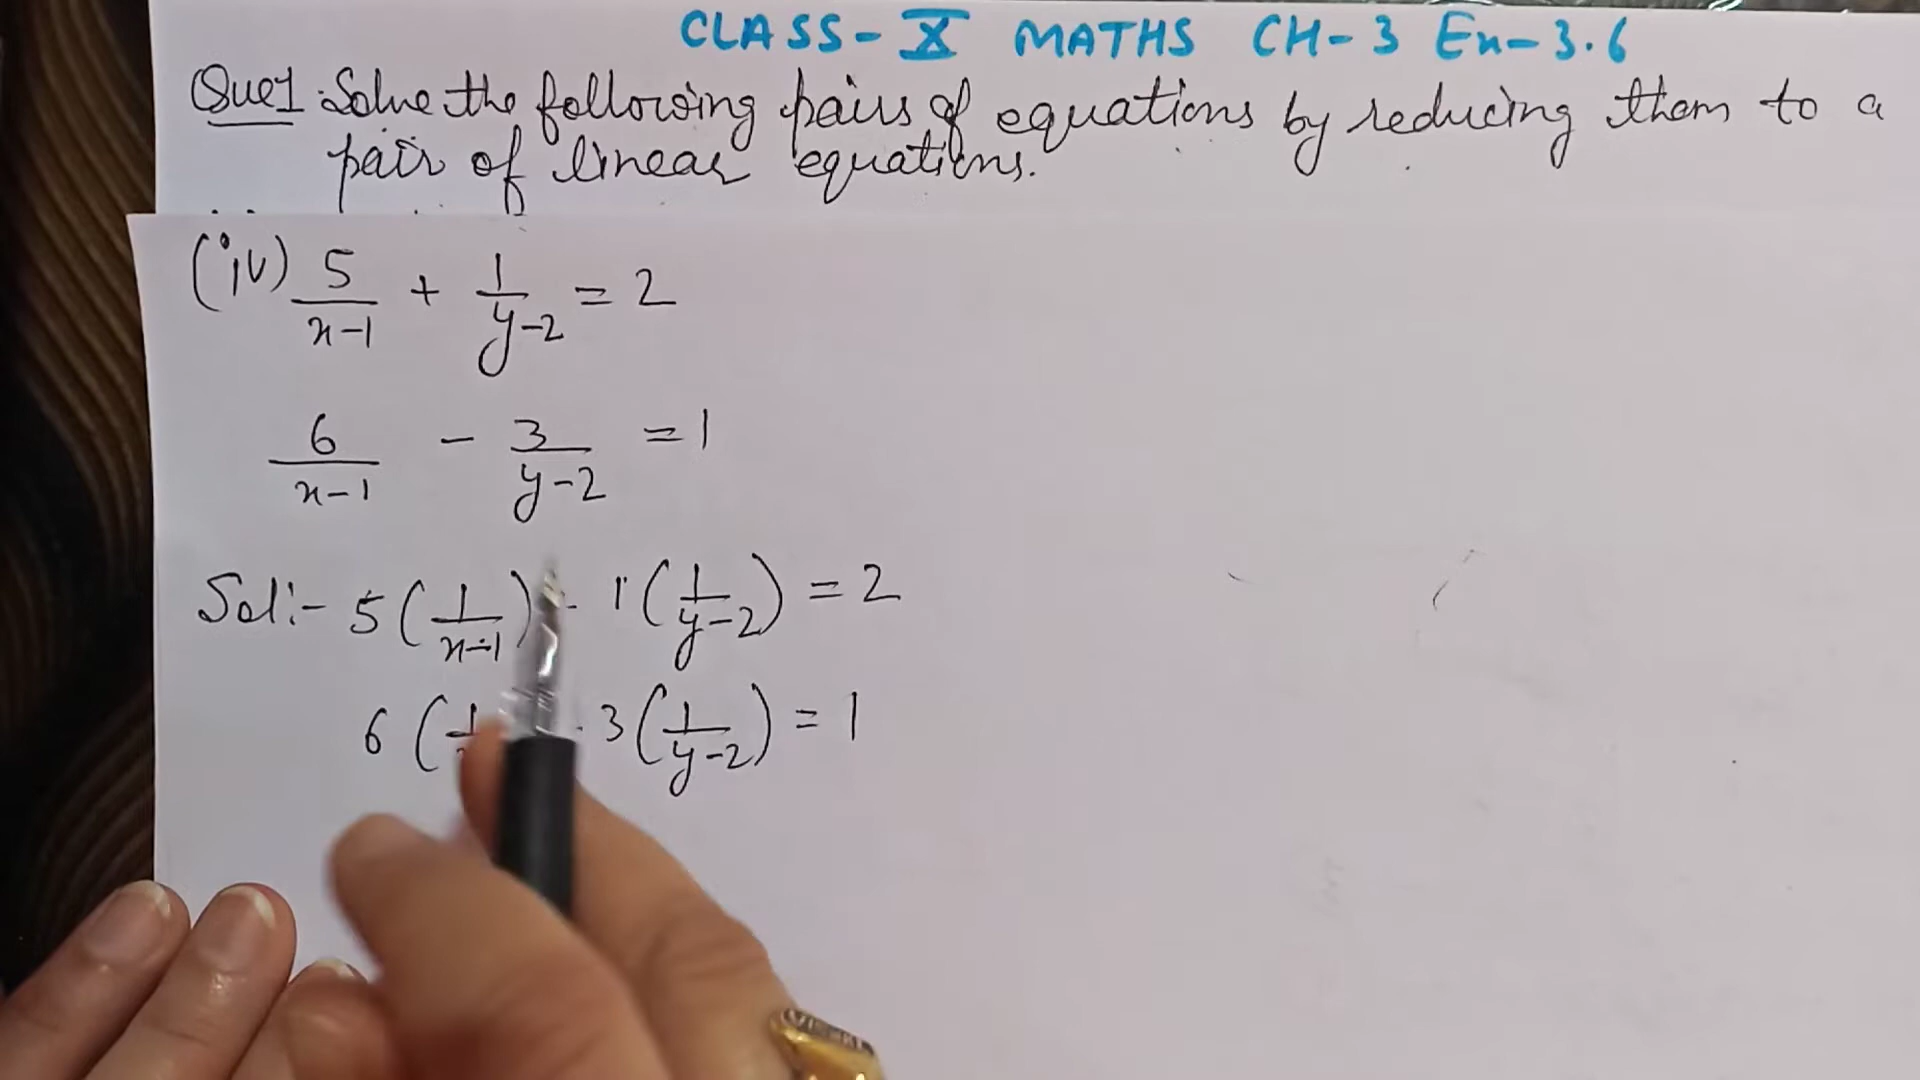 CLASS-X MATHS CH-3 Ex-3.6
Que1. Solve the following pairs of equations by reducing them to a
pair of linear equations.
(iv) 5/x-1 + 1/y-2 = 2
6/x-1 - 3/y-2 = 1
Sol:- 5(1/x-1) 1(1/y-2) = 2
6(1 3(1/y-2) = 1